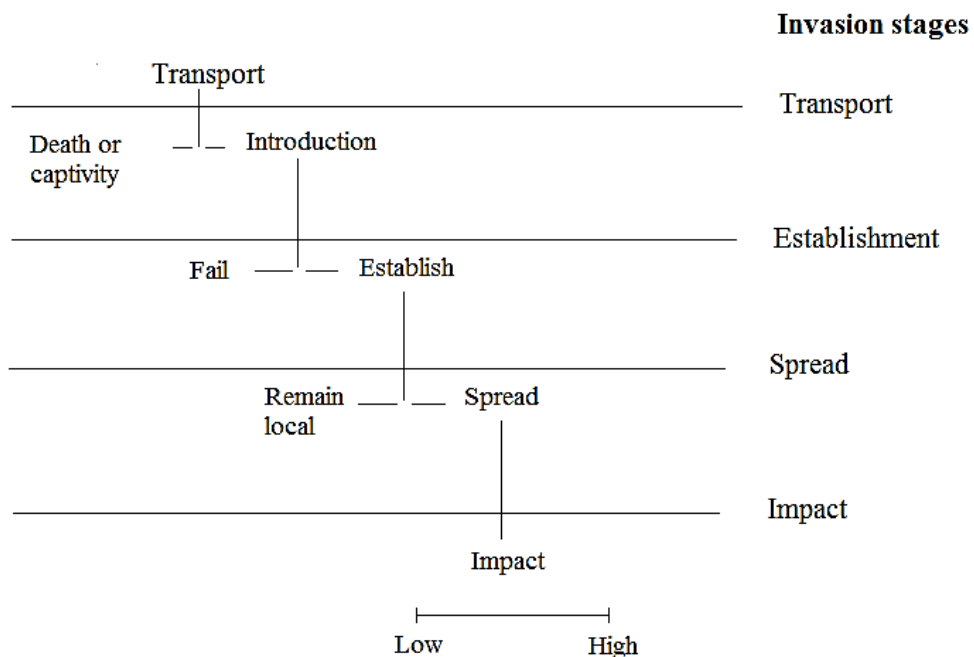 Invasion stages
Transport
Transport
Death or
captivity
Introduction
Establishment
Fail
Establish
Spread
Remain
local
Spread
Impact
Impact
Low
High